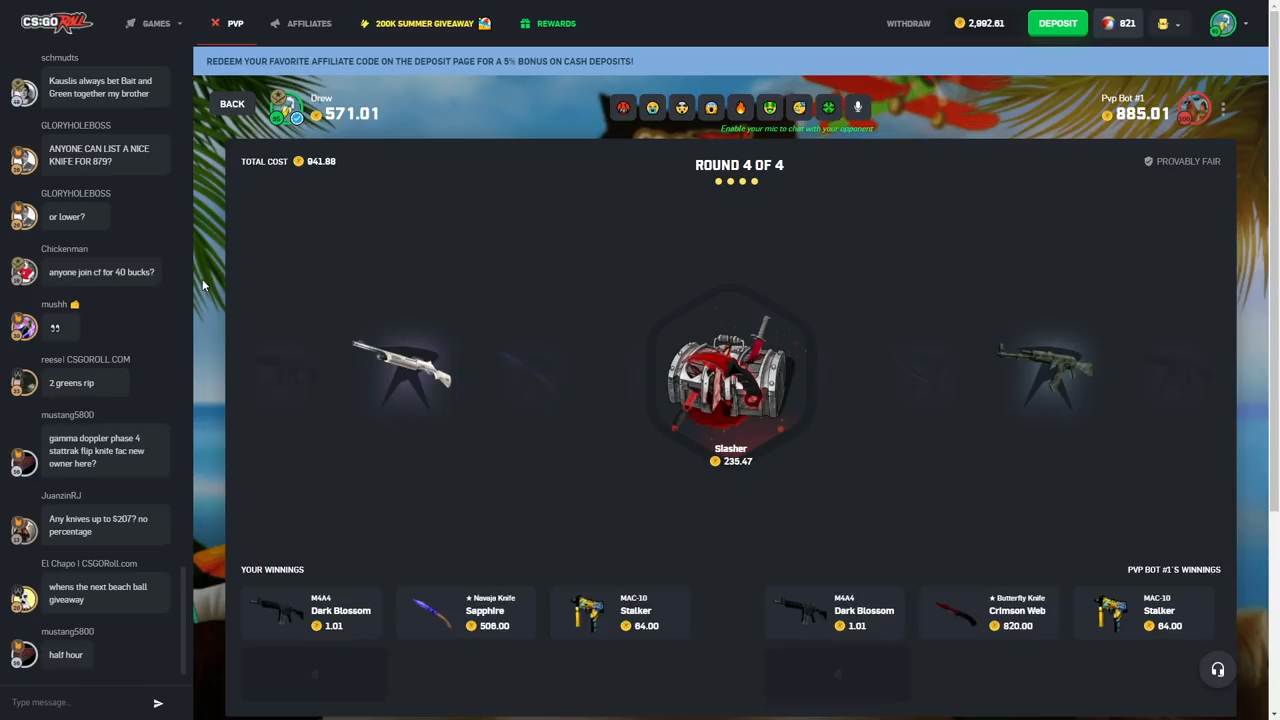 CS:GO ROLL
GAMES
PVP
AFFILIATES
200K SUMMER GIVEAWAY
REWARDS
WITHDRAW
2,992.61
DEPOSIT
821
REDEEM YOUR FAVORITE AFFILIATE CODE ON THE DEPOSIT PAGE FOR A 5% BONUS ON CASH DEPOSITS!
schmudts
Kauslis always bet Bait and
Green together my brother
GLORYHOLEBOSS
ANYONE CAN LIST A NICE
KNIFE FOR 879?
GLORYHOLEBOSS
or lower?
Chickenman
anyone join cf for 40 bucks?
mushh
reese| CSGOROLL.COM
2 greens rip
mustang5800
gamma doppler phase 4
stattrak flip knife fac new
owner here?
JuanzinRJ
Any knives up to $207? no
percentage
El Chapo | CSGORoll.com
whens the next beach ball
giveaway
mustang5800
half hour
Type message..
BACK
Drew
571.01
Enable your mic to chat with your opponent
Pvp Bot #1
885.01
TOTAL COST 941.88
ROUND 4 OF 4
PROVABLY FAIR
Slasher
235.47
YOUR WINNINGS
M4A4
Dark Blossom
1.01
★ Navaja Knife
Sapphire
506.00
MAC-10
Stalker
64.00
4
PVP BOT #1'S WINNINGS
M4A4
Dark Blossom
1.01
★ Butterfly Knife
Crimson Web
820.00
MAC-10
Stalker
64.00
4